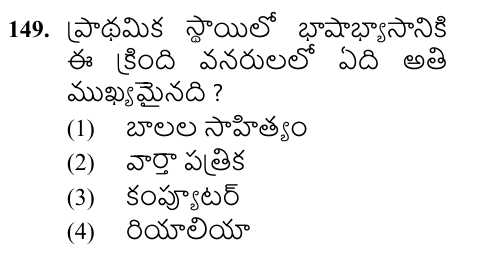 149. ప్రాథమిక స్థాయిలో భాషాభ్యాసానికి
ఈ క్రింది వనరులలో ఏది అతి
ముఖ్యమైనది ?
(1) బాలల సాహిత్యం
(2) వార్తా పత్రిక
(3) కంప్యూటర్
(4) రియాలియా